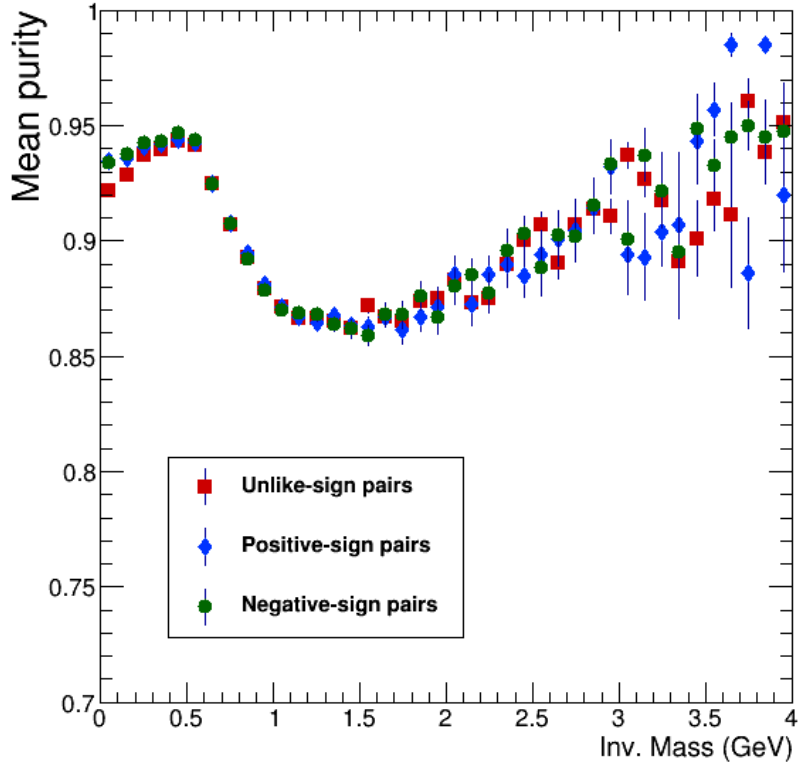 Mean purity
1
0.95
0.9
0.85
0.8
0.75
0.7
Unlike-sign pairs
Positive-sign pairs
Negative-sign pairs
0 0.5 1 1.5 2 2.5 3 3.5 4
Inv. Mass (GeV)